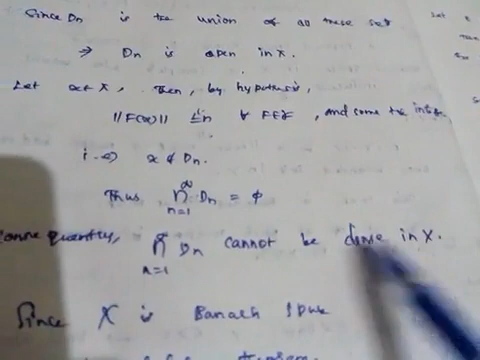 Since Dn is the union of all these set
⇒ Dn is open in X.
Let x∈X, Then, by hypothesis,
||F(x)|| ≤ n ∀ F∈F, and some +ve integer
i.e) x ∉ Dn.
Thus ∞∩n=1 Dn = ϕ
Consequently, ∞∩n=1 Dn cannot be dense in X.
Since X is Banach space